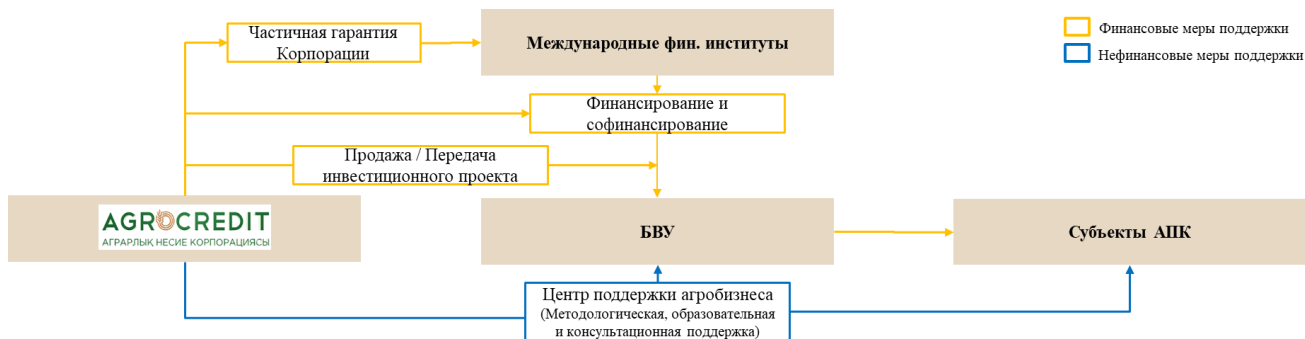 Частичная гарантия
Корпорации
Международные фин. институты
Финансовые меры поддержки
Нефинансовые меры поддержки
Финансирование и
софинансирование
Продажа / Передача
инвестиционного проекта
AGROCREDIT
АГРАРЛЫҚ НЕСИЕ КОРПОРАЦИЯСЫ
БВУ
Субъекты АПК
Центр поддержки агробизнеса
(Методологическая, образовательная
и консультационная поддержка)